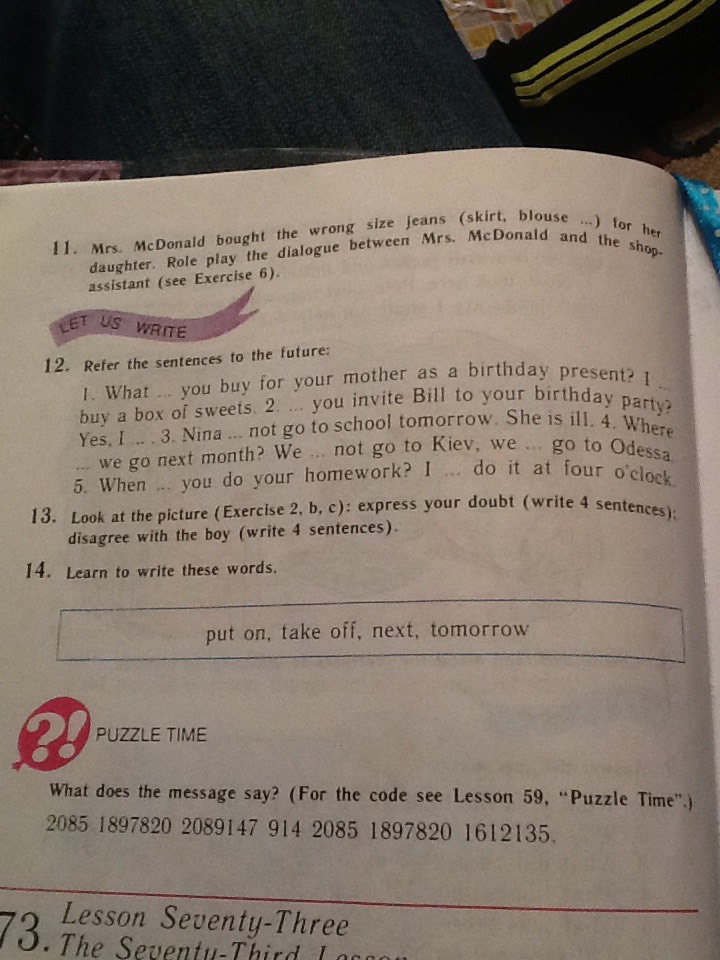 11. Mrs. McDonald bought the wrong size jeans (skirt, blouse ...) for her
daughter. Role play the dialogue between Mrs. McDonald and the shop-
assistant (see Exercise 6).
LET US WRITE
12. Refer the sentences to the future:
1. What ... you buy for your mother as a birthday present? I ...
buy a box of sweets. 2. ... you invite Bill to your birthday party?
Yes, I ... . 3. Nina ... not go to school tomorrow. She is ill. 4. Where
... we go next month? We ... not go to Kiev, we ... go to Odessa.
5. When ... you do your homework? I ... do it at four o'clock.
13. Look at the picture (Exercise 2, b, c): express your doubt (write 4 sentences);
disagree with the boy (write 4 sentences).
14. Learn to write these words.
put on, take off, next, tomorrow
?! PUZZLE TIME
What does the message say? (For the code see Lesson 59, "Puzzle Time".)
2085 1897820 2089147 914 2085 1897820 1612135.
73. Lesson Seventy-Three
The Seventy-Third Lesson